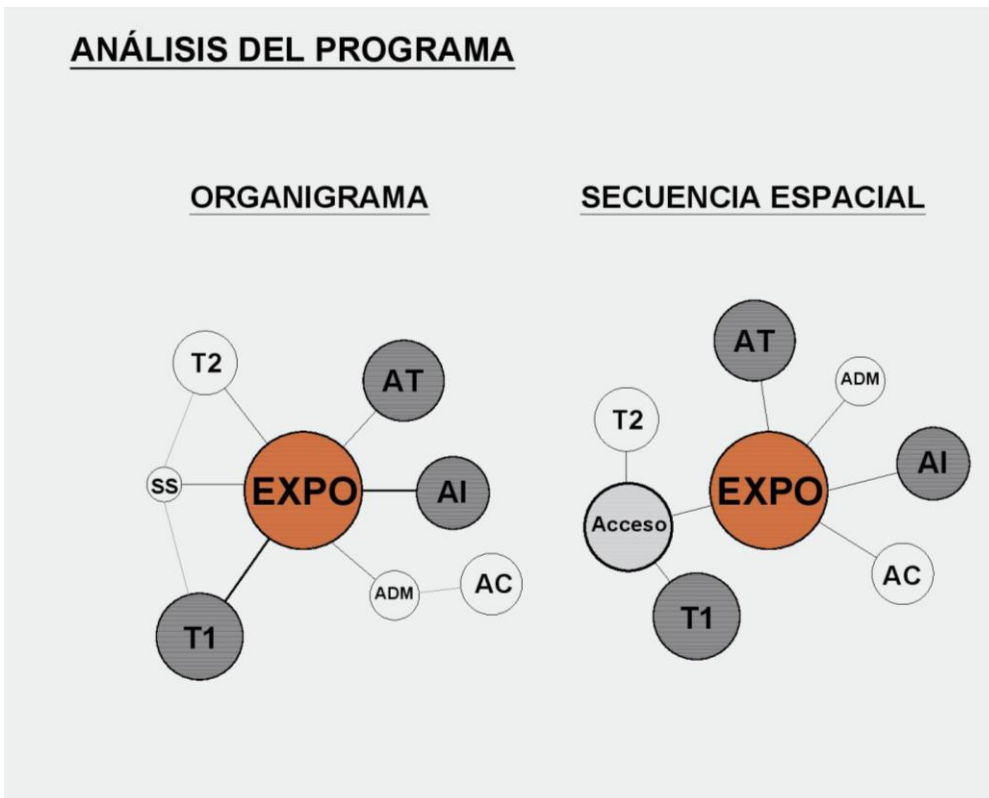 ANÁLISIS DEL PROGRAMA
ORGANIGRAMA
T2
AT
SS
EXPO
AI
ADM
AC
T1
SECUENCIA ESPACIAL
AT
ADM
T2
AI
EXPO
Acceso
AC
T1